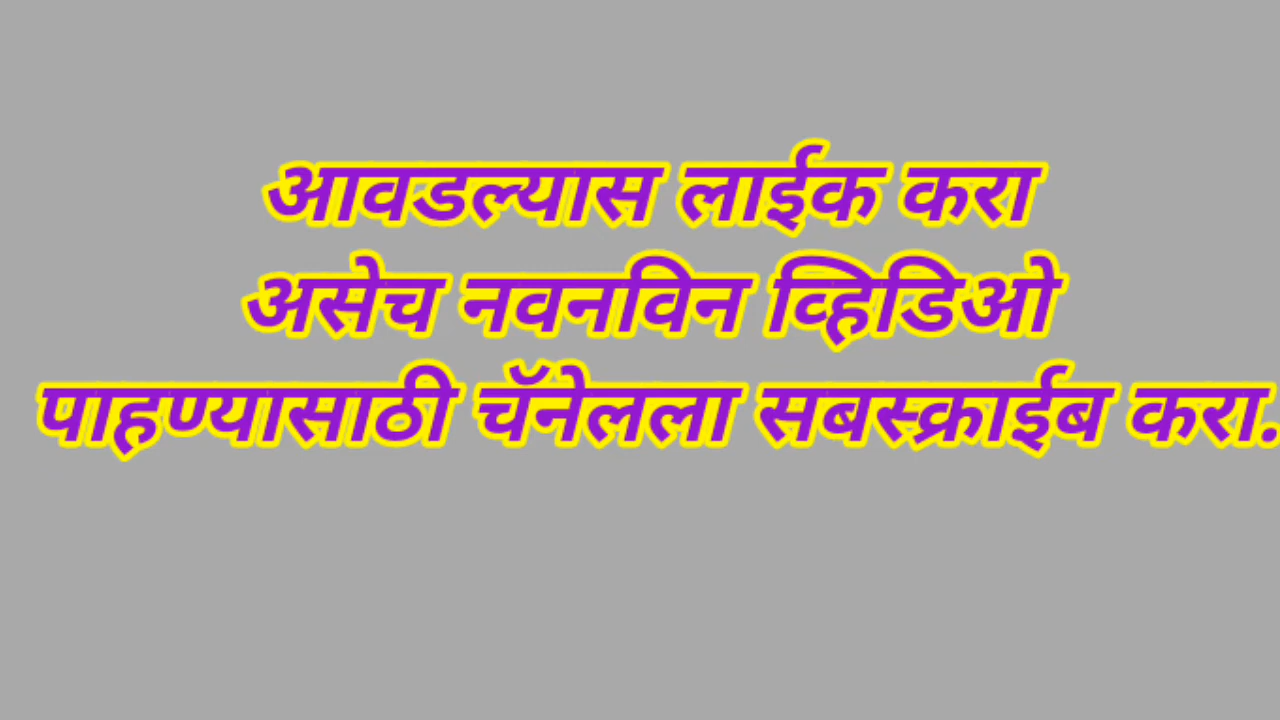 आवडल्यास लाईक करा
असेच नवनविन व्हिडिओ
पाहण्यासाठी चॅनेलला सबस्क्राईब करा.